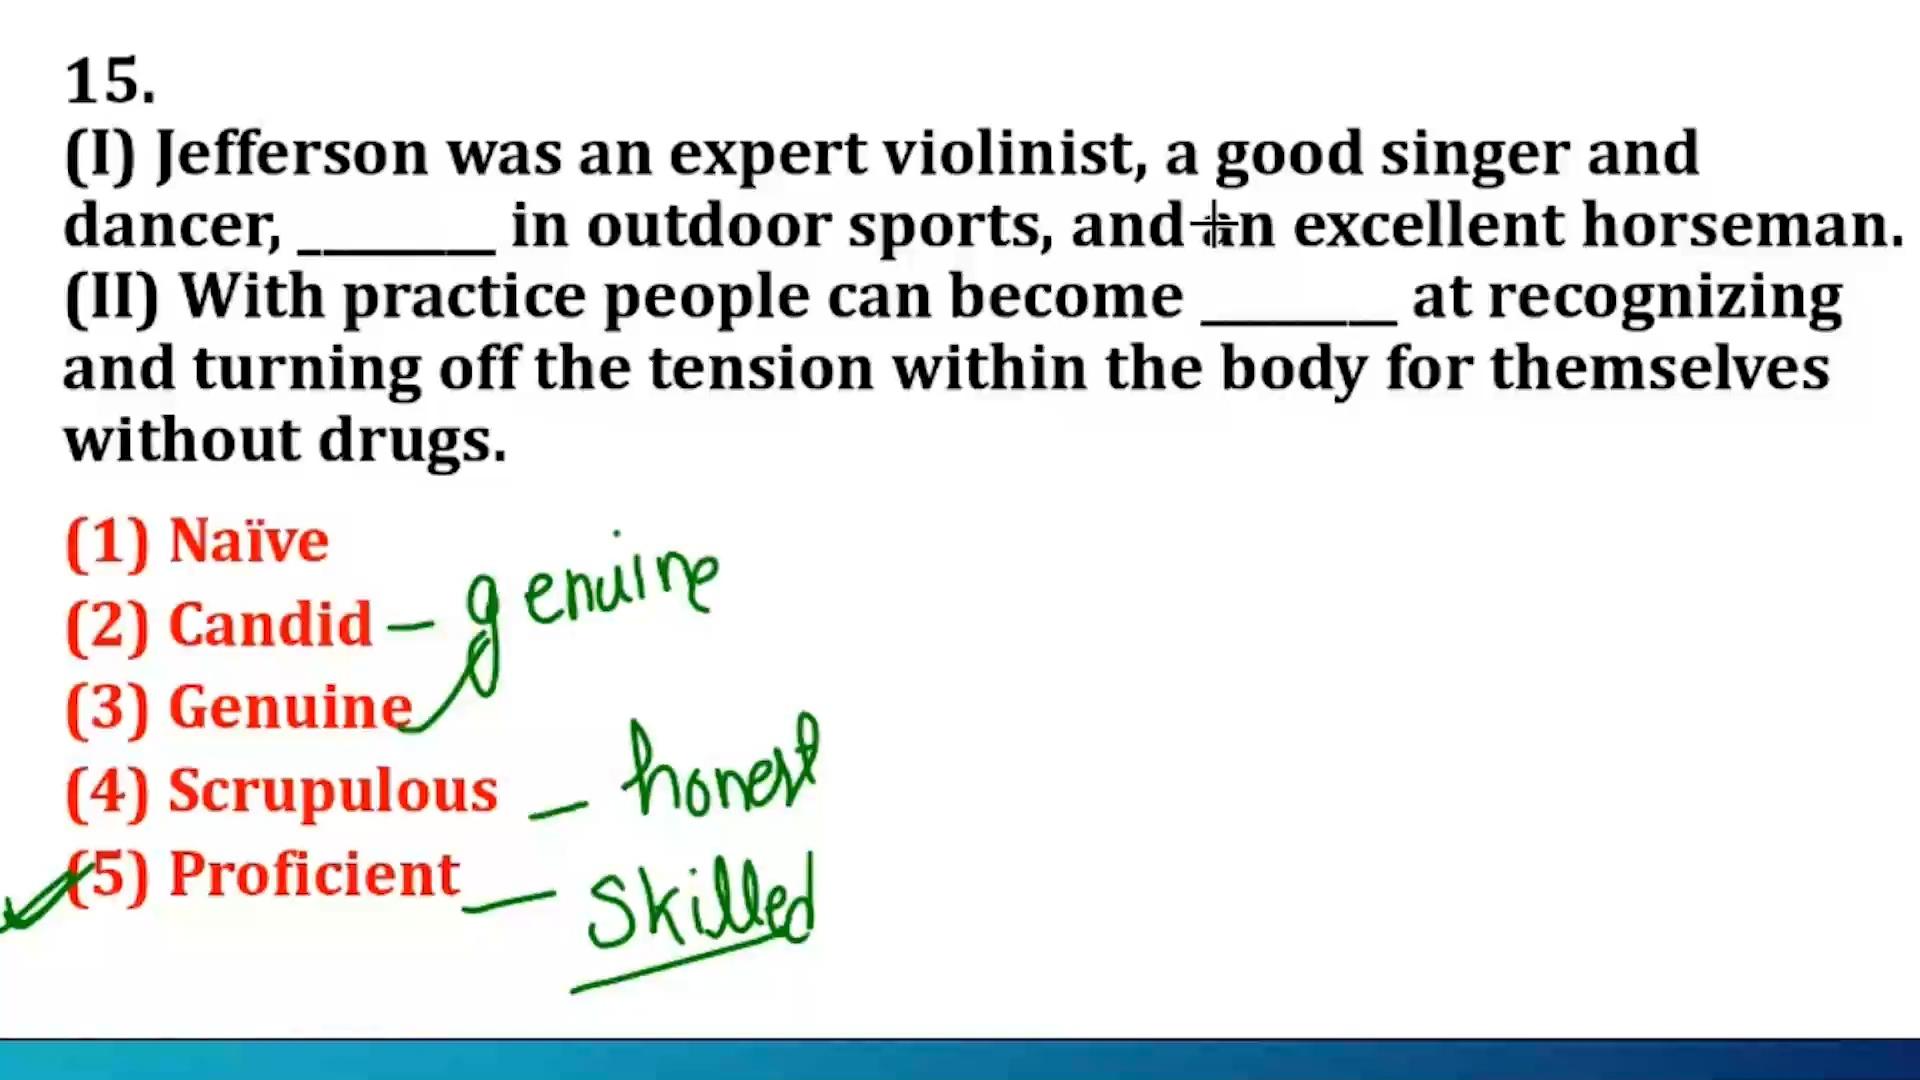 15.
(I) Jefferson was an expert violinist, a good singer and
dancer, ________ in outdoor sports, and an excellent horseman.
(II) With practice people can become ________ at recognizing
and turning off the tension within the body for themselves
without drugs.
(1) Naïve
(2) Candid – genuine
(3) Genuine
(4) Scrupulous – honest
(5) Proficient – skilled